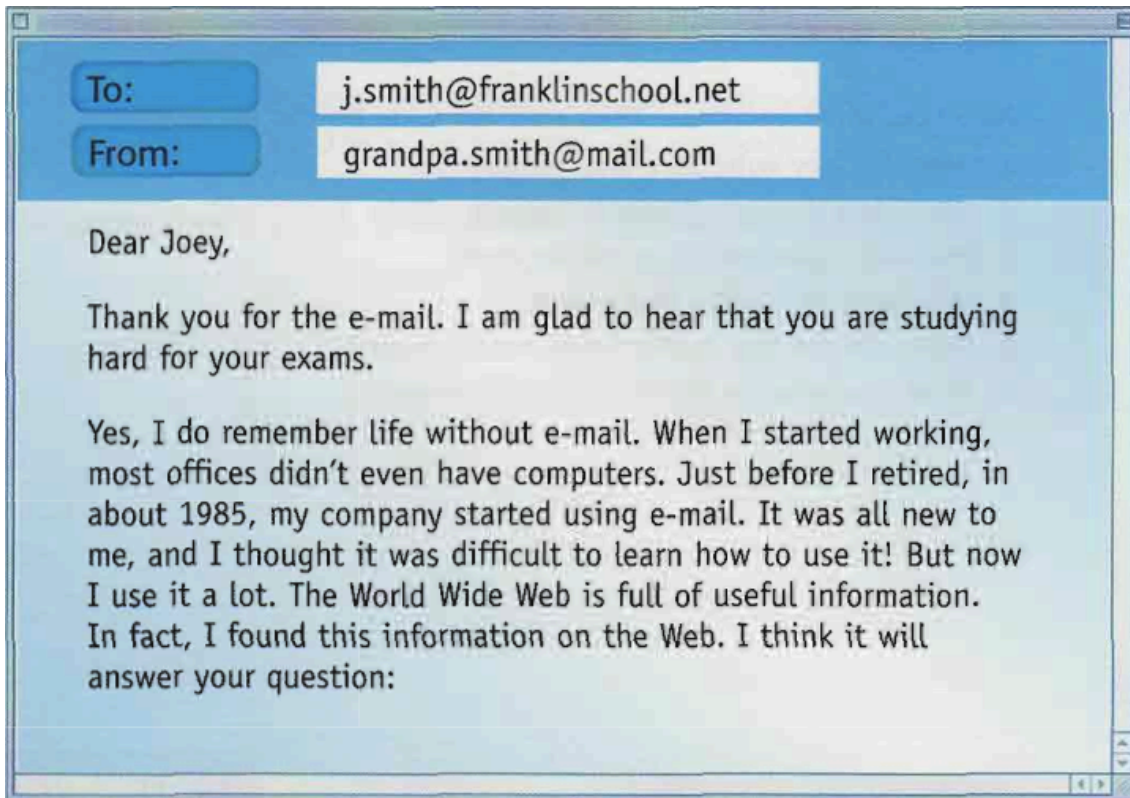 To:
j.smith@franklinschool.net
From:
grandpa.smith@mail.com
Dear Joey,
Thank you for the e-mail. I am glad to hear that you are studying
hard for your exams.
Yes, I do remember life without e-mail. When I started working,
most offices didn't even have computers. Just before I retired, in
about 1985, my company started using e-mail. It was all new to
me, and I thought it was difficult to learn how to use it! But now
I use it a lot. The World Wide Web is full of useful information.
In fact, I found this information on the Web. I think it will
answer your question: